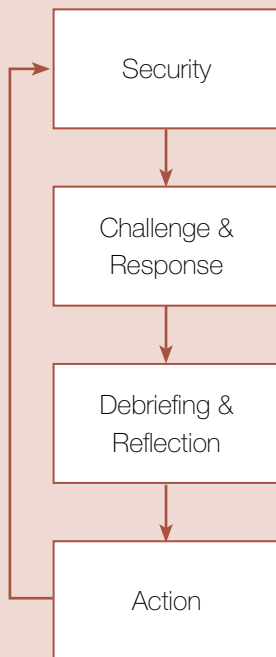 Security
Challenge &
Response
Debriefing &
Reflection
Action